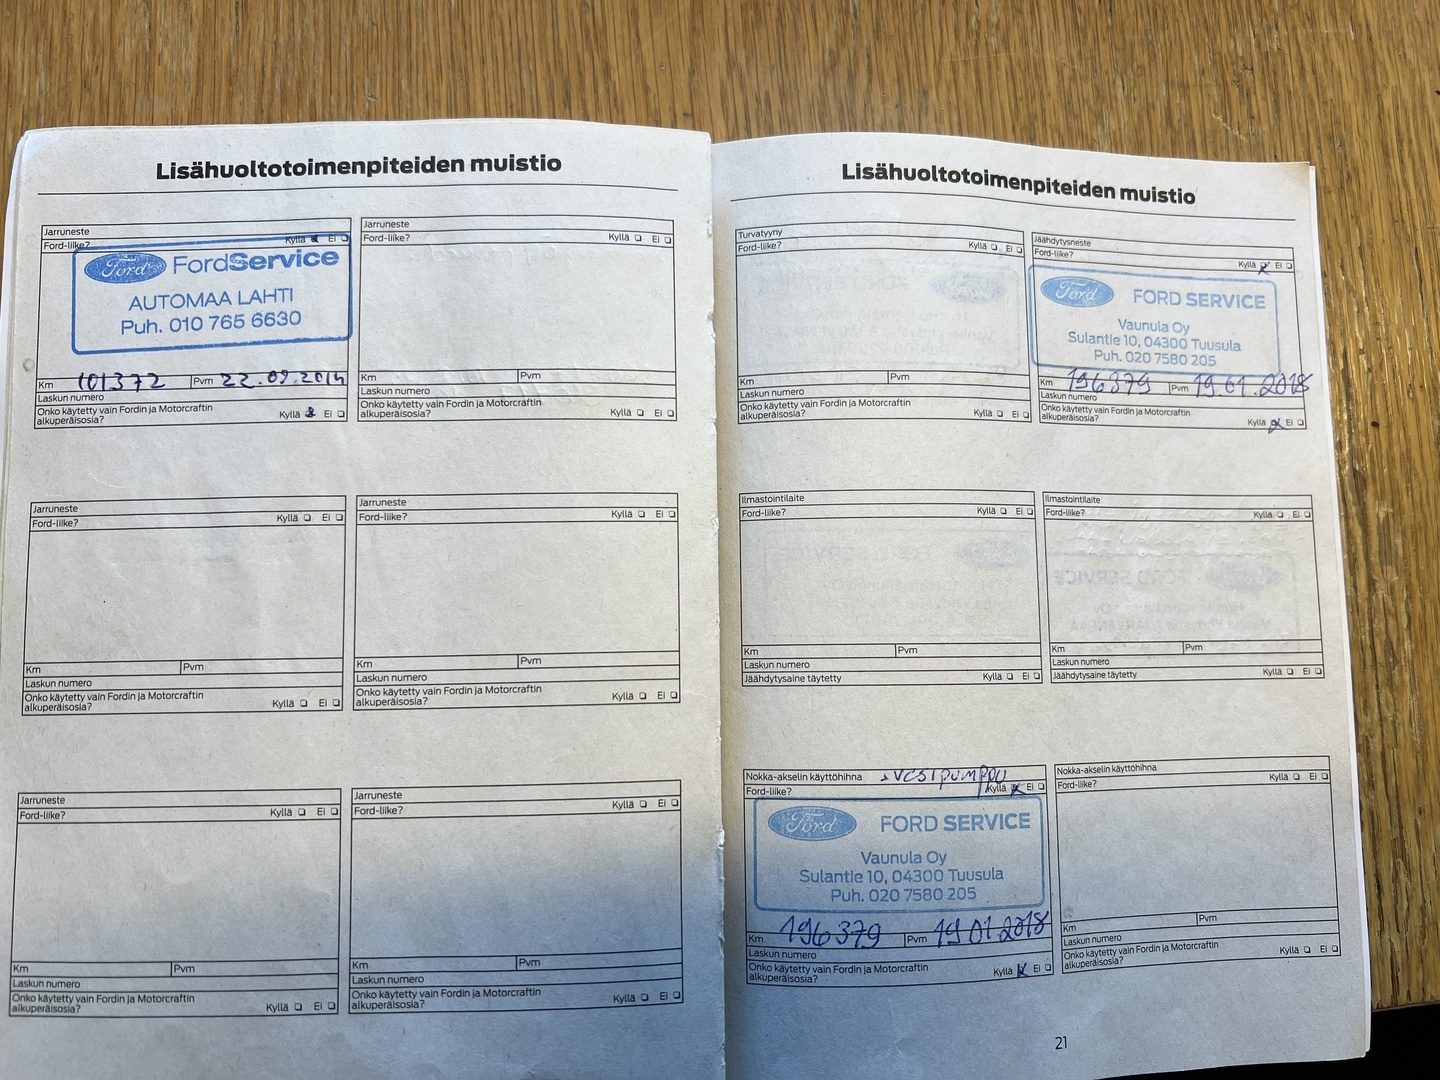 Lisähuoltotoimenpiteiden muistio
Jarruneste
Ford-liike? Kyllä Ei
Ford FordService
AUTOMAA LAHTI
Puh. 010 765 6630
Km 101372 Pvm 22.09.2014
Laskun numero
Onko käytetty vain Fordin ja Motorcraftin
alkuperäisosia? Kyllä Ei
Jarruneste
Ford-liike? Kyllä Ei
Km Pvm
Laskun numero
Onko käytetty vain Fordin ja Motorcraftin
alkuperäisosia? Kyllä Ei
Jarruneste
Ford-liike? Kyllä Ei
Km Pvm
Laskun numero
Onko käytetty vain Fordin ja Motorcraftin
alkuperäisosia? Kyllä Ei
Jarruneste
Ford-liike? Kyllä Ei
Km Pvm
Laskun numero
Onko käytetty vain Fordin ja Motorcraftin
alkuperäisosia? Kyllä Ei
Jarruneste
Ford-liike? Kyllä Ei
Km Pvm
Laskun numero
Onko käytetty vain Fordin ja Motorcraftin
alkuperäisosia? Kyllä Ei
Jarruneste
Ford-liike? Kyllä Ei
Km Pvm
Laskun numero
Onko käytetty vain Fordin ja Motorcraftin
alkuperäisosia? Kyllä Ei
Lisähuoltotoimenpiteiden muistio
Turvatyyny
Ford-liike? Kyllä Ei
Km Pvm
Laskun numero
Onko käytetty vain Fordin ja Motorcraftin
alkuperäisosia? Kyllä Ei
Jäähdytysneste
Ford-liike?
Kyllä Ei
Ford FORD SERVICE
Vaunula Oy
Sulantie 10, 04300 Tuusula
Puh. 020 7580 205
Km 196379 Pvm 19.01.2018
Laskun numero
Onko käytetty vain Fordin ja Motorcraftin
alkuperäisosia? Kyllä Ei
Ilmastointilaite
Ford-liike? Kyllä Ei
Km Pvm
Laskun numero
Jäähdytysaine täytetty Kyllä Ei
Ilmastointilaite
Ford-liike? Kyllä Ei
Km Pvm
Laskun numero
Jäähdytysaine täytetty Kyllä Ei
Nokka-akselin käyttöhihna + vesipumppu
Ford-liike? Kyllä Ei
Ford FORD SERVICE
Vaunula Oy
Sulantie 10, 04300 Tuusula
Puh. 020 7580 205
Km 196379 Pvm 19.01.2018
Laskun numero
Onko käytetty vain Fordin ja Motorcraftin
alkuperäisosia? Kyllä Ei
Nokka-akselin käyttöhihna
Ford-liike? Kyllä Ei
Km Pvm
Laskun numero
Onko käytetty vain Fordin ja Motorcraftin
alkuperäisosia? Kyllä Ei
21